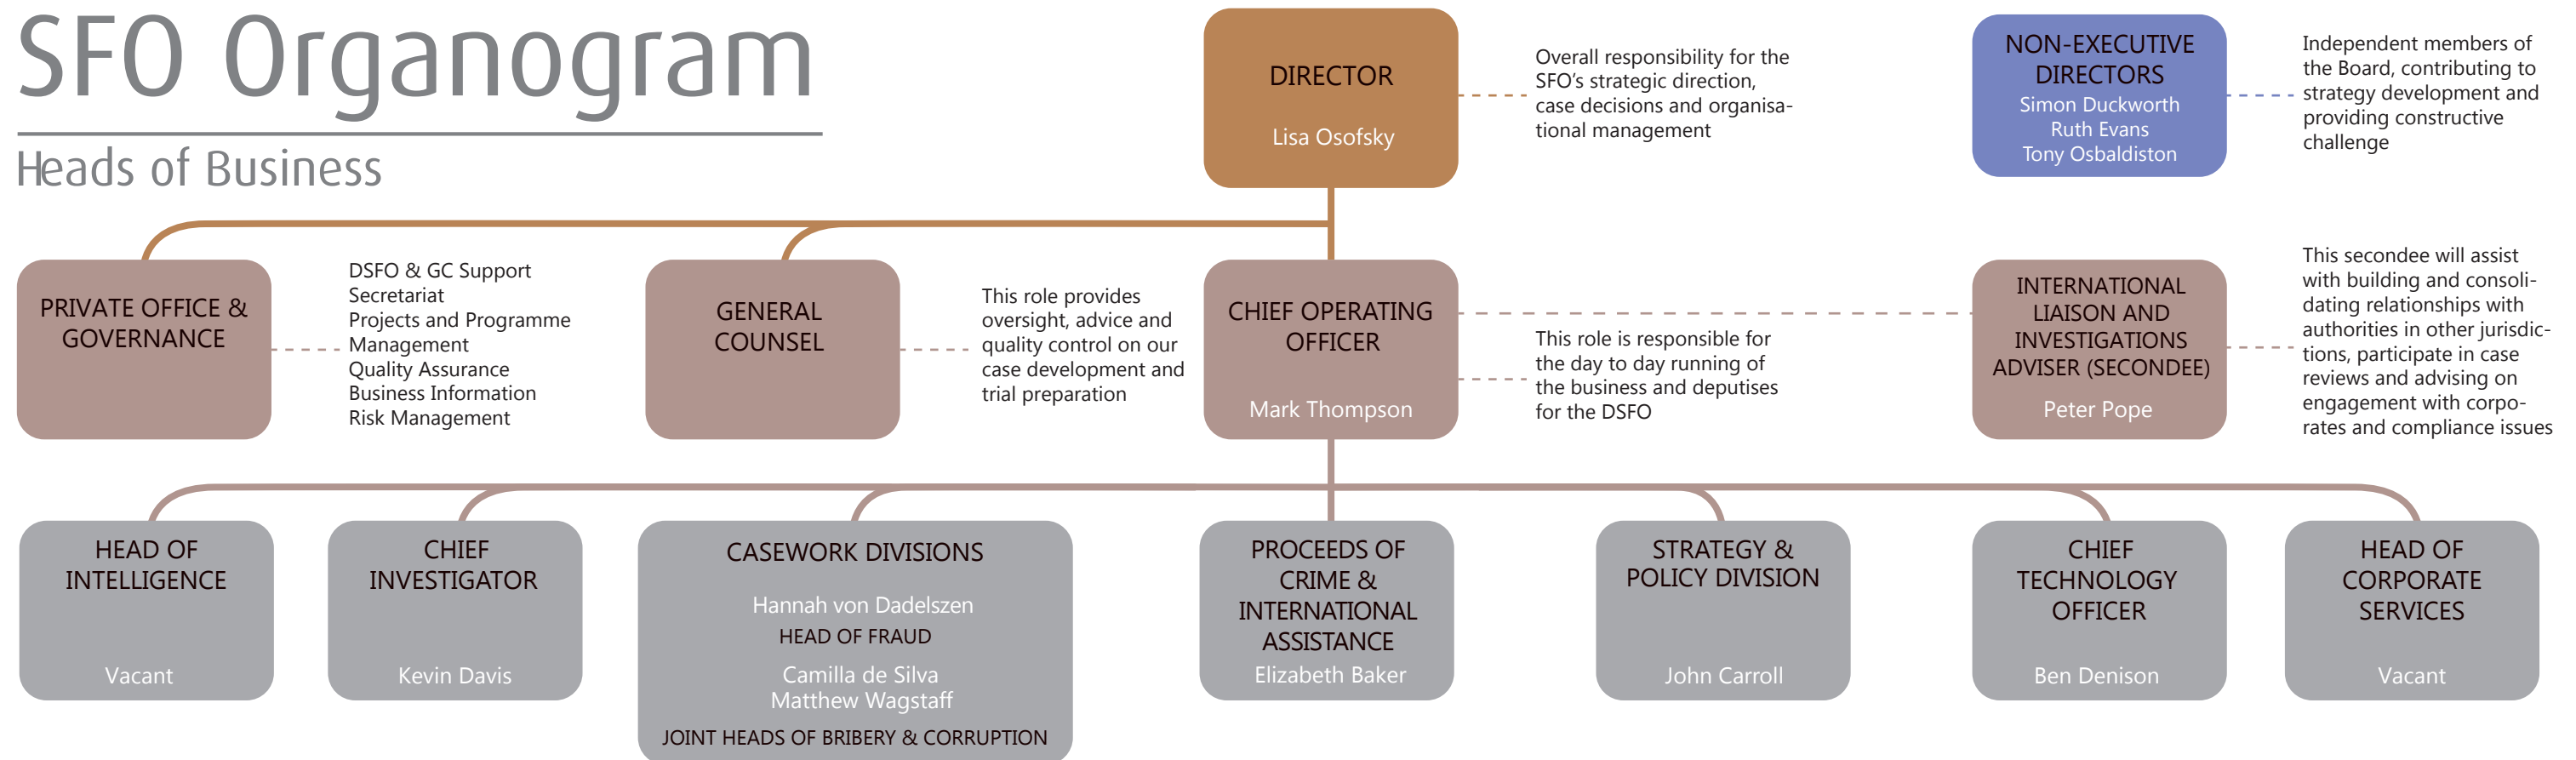 SFO Organogram
Heads of Business
DIRECTOR
Lisa Osofsky
Overall responsibility for the
SFO's strategic direction,
case decisions and organisa-
tional management
NON-EXECUTIVE
DIRECTORS
Simon Duckworth
Ruth Evans
Tony Osbaldiston
Independent members of
the Board, contributing to
strategy development and
providing constructive
challenge
PRIVATE OFFICE &
GOVERNANCE
DSFO & GC Support
Secretariat
Projects and Programme
Management
Quality Assurance
Business Information
Risk Management
GENERAL
COUNSEL
This role provides
oversight, advice and
quality control on our
case development and
trial preparation
CHIEF OPERATING
OFFICER
Mark Thompson
This role is responsible for
the day to day running of
the business and deputises
for the DSFO
INTERNATIONAL
LIAISON AND
INVESTIGATIONS
ADVISER (SECONDEE)
Peter Pope
This secondee will assist
with building and consoli-
dating relationships with
authorities in other jurisdic-
tions, participate in case
reviews and advising on
engagement with corpo-
rates and compliance issues
HEAD OF
INTELLIGENCE
Vacant
CHIEF
INVESTIGATOR
Kevin Davis
CASEWORK DIVISIONS
Hannah von Dadelszen
HEAD OF FRAUD
Camilla de Silva
Matthew Wagstaff
JOINT HEADS OF BRIBERY & CORRUPTION
PROCEEDS OF
CRIME &
INTERNATIONAL
ASSISTANCE
Elizabeth Baker
STRATEGY &
POLICY DIVISION
John Carroll
CHIEF
TECHNOLOGY
OFFICER
Ben Denison
HEAD OF
CORPORATE
SERVICES
Vacant